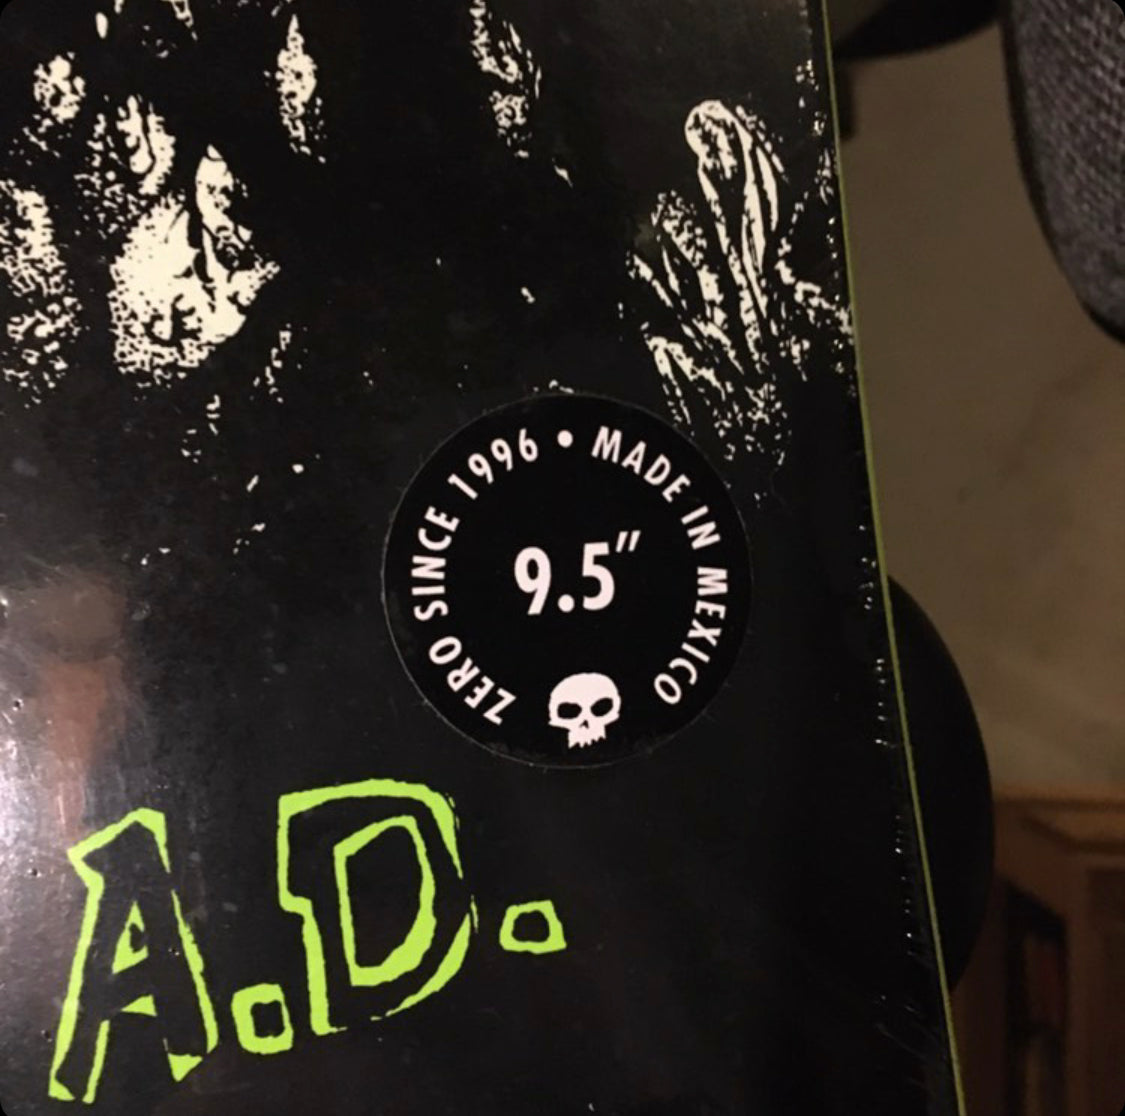 ZERO SINCE 1996 • MADE IN MEXICO
9.5"
A.D.